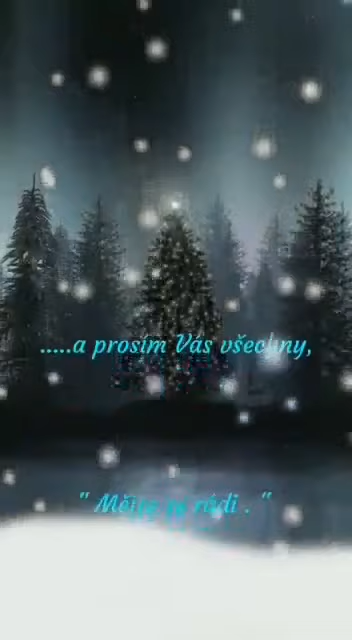 .....a prosím Vás všechny,
" Mějte se rádi . "